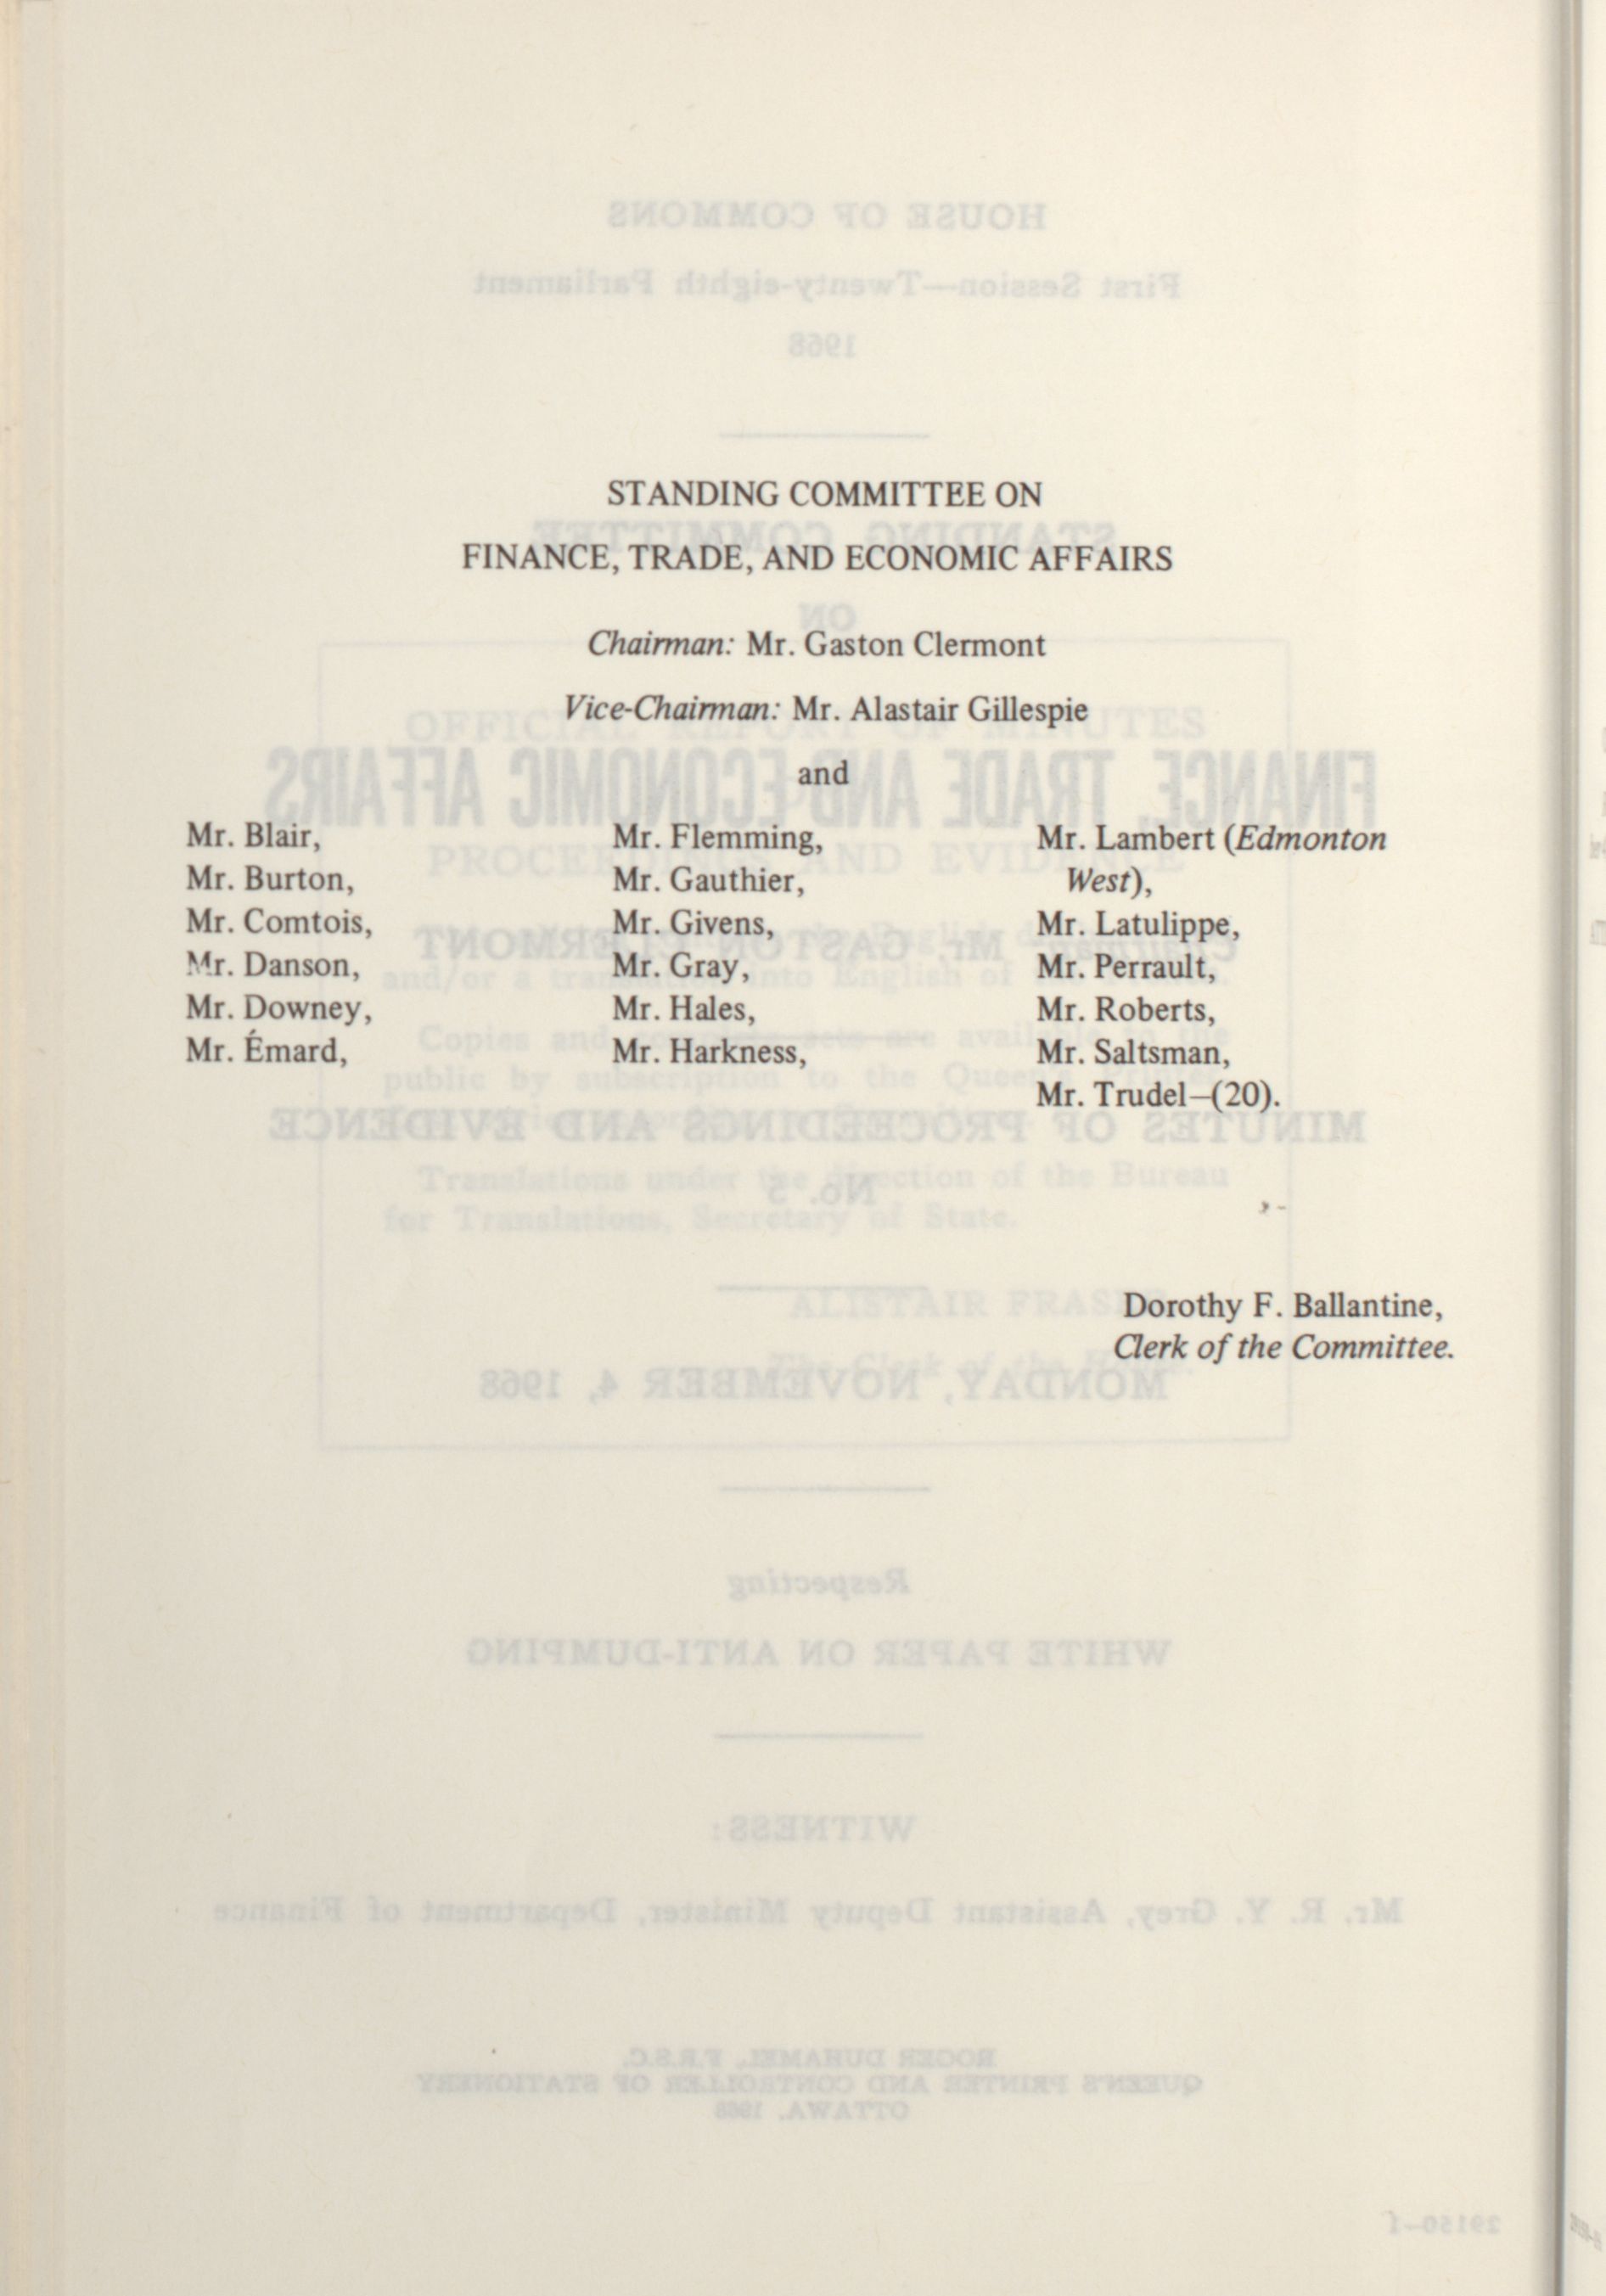 STANDING COMMITTEE ON
FINANCE, TRADE, AND ECONOMIC AFFAIRS
Chairman: Mr. Gaston Clermont
Vice-Chairman: Mr. Alastair Gillespie
and
Mr. Blair,
Mr. Burton,
Mr. Comtois,
Mr. Danson,
Mr. Downey,
Mr. Émard,
Mr. Flemming,
Mr. Gauthier,
Mr. Givens,
Mr. Gray,
Mr. Hales,
Mr. Harkness,
Mr. Lambert (Edmonton
West),
Mr. Latulippe,
Mr. Perrault,
Mr. Roberts,
Mr. Saltsman,
Mr. Trudel—(20).
Dorothy F. Ballantine,
Clerk of the Committee.